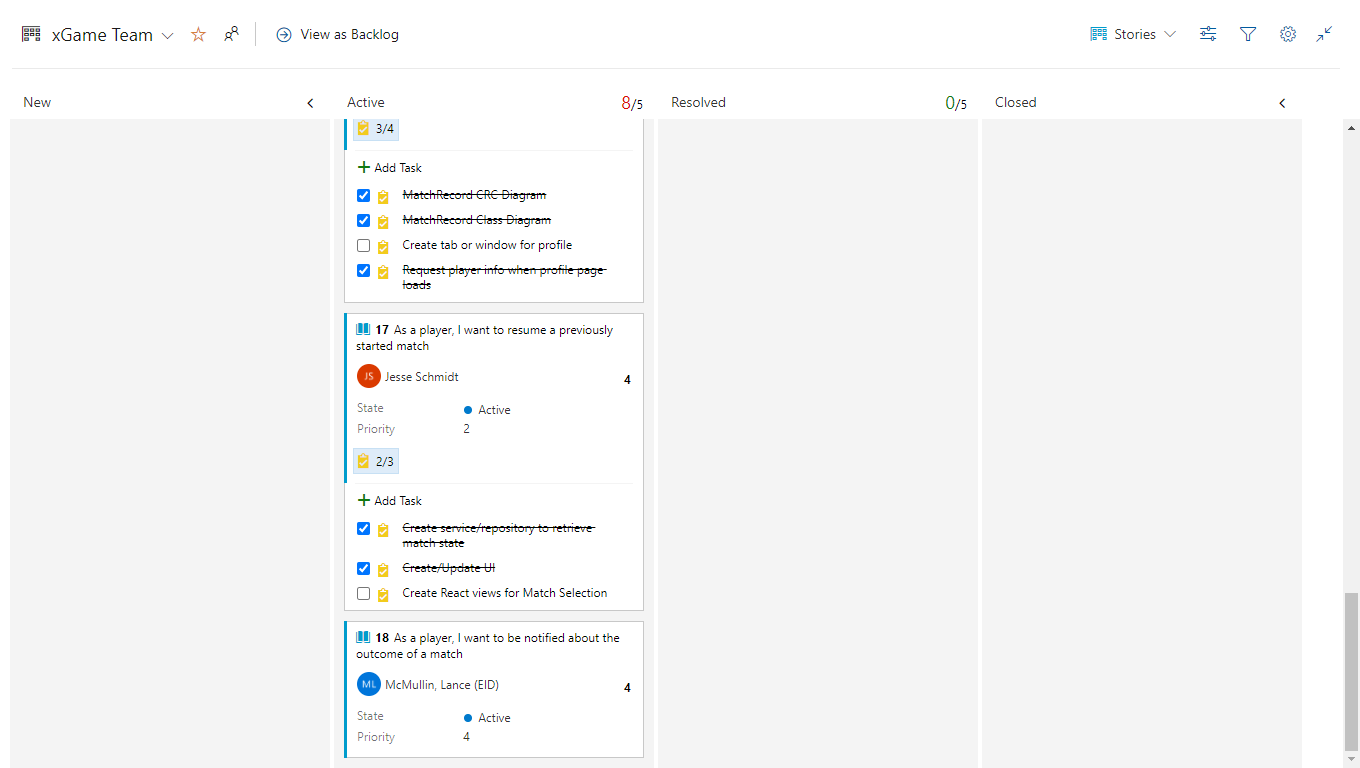 xGame Team
View as Backlog
Stories
New
Active
8/5
Resolved
0/5
Closed
3/4
Add Task
MatchRecord CRC Diagram
MatchRecord Class Diagram
Create tab or window for profile
Request player info when profile page
loads
17 As a player, I want to resume a previously
started match
JS Jesse Schmidt
4
State Active
Priority 2
2/3
Add Task
Create service/repository to retrieve
match state
Create/Update UI
Create React views for Match Selection
18 As a player, I want to be notified about the
outcome of a match
ML McMullin, Lance (EID)
4
State Active
Priority 4